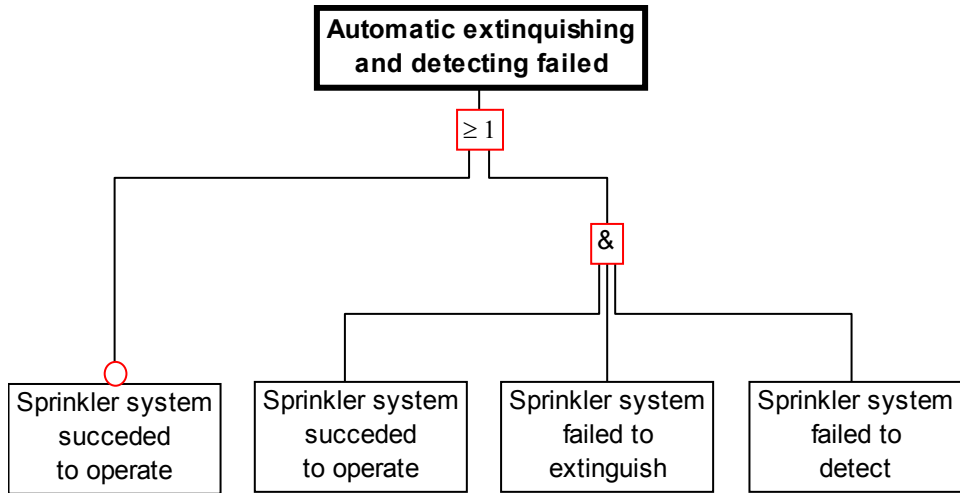 Automatic extinquishing
and detecting failed
≥ 1
&
Sprinkler system
succeded
to operate
Sprinkler system
succeded
to operate
Sprinkler system
failed to
extinguish
Sprinkler system
failed to
detect